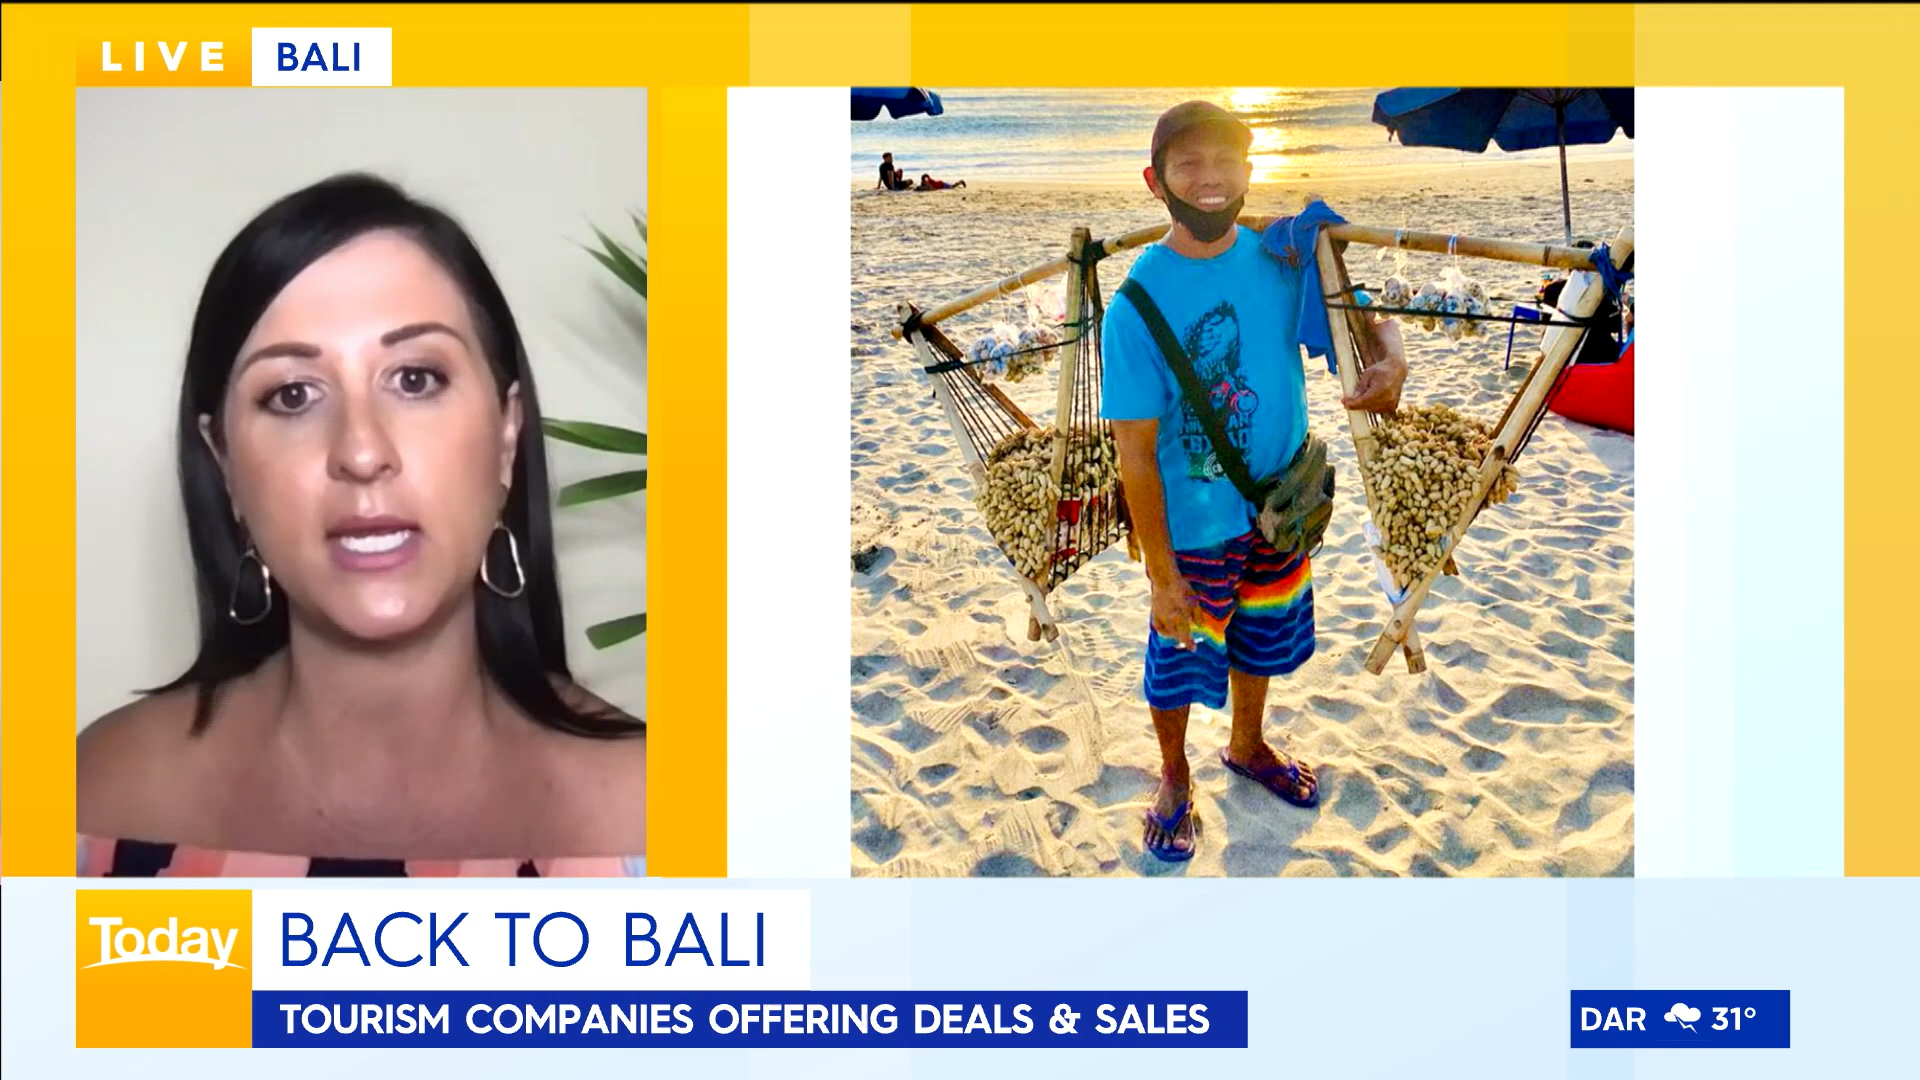 LIVE BALI
Today
BACK TO BALI
TOURISM COMPANIES OFFERING DEALS & SALES
DAR 31°